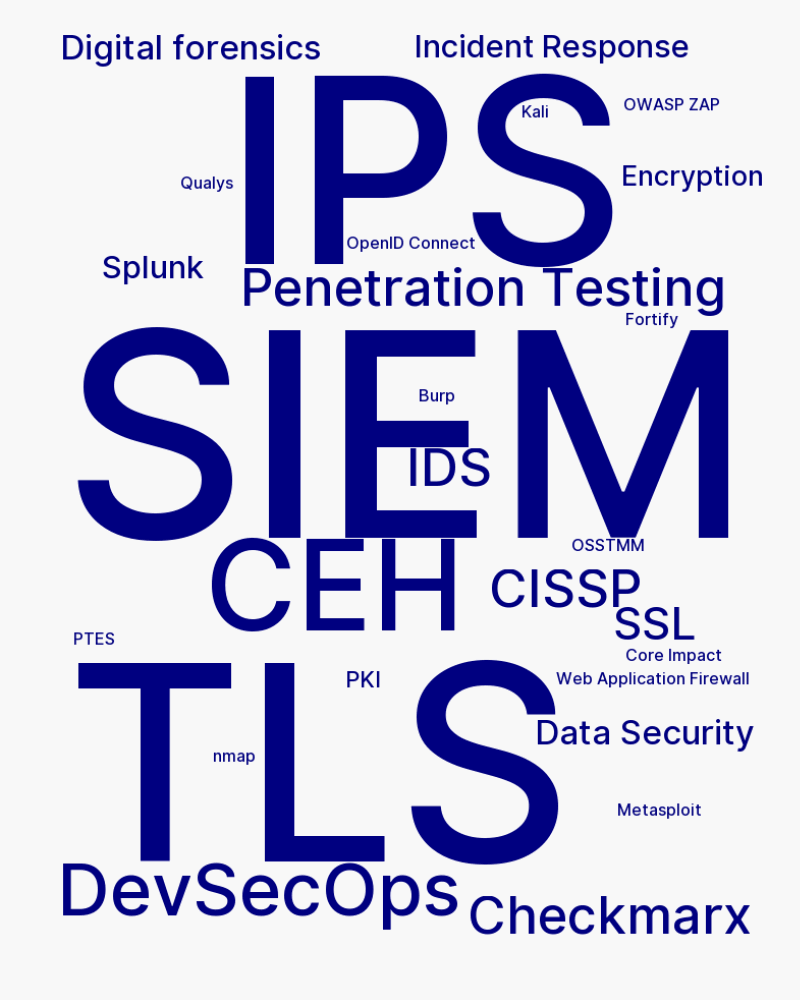 Digital forensics
Incident Response
IPS
Kali
OWASP ZAP
Qualys
Encryption
OpenID Connect
Splunk
Penetration Testing
Fortify
SIEM
Burp
IDS
CEH
OSSTMM
CISSP
SSL
PTES
Core Impact
TLS
PKI
Web Application Firewall
Data Security
nmap
Metasploit
DevSecOps
Checkmarx